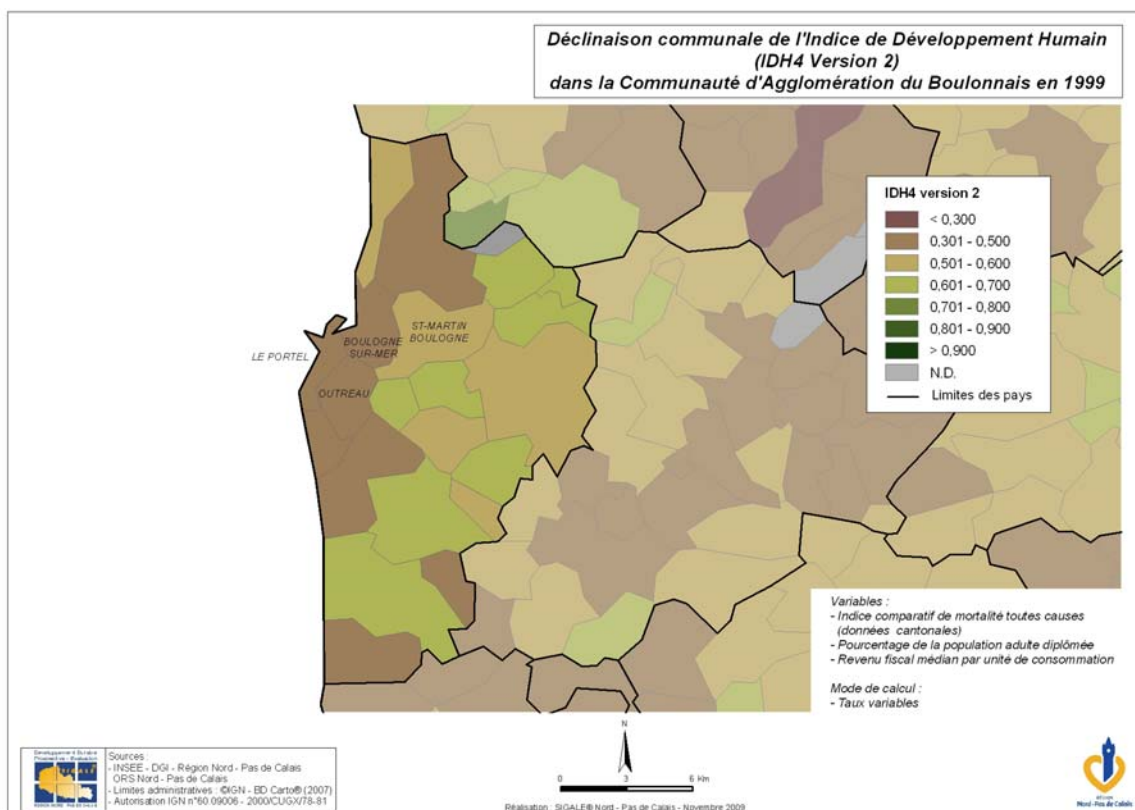 Déclinaison communale de l'Indice de Développement Humain
(IDH4 Version 2)
dans la Communauté d'Agglomération du Boulonnais en 1999
IDH4 version 2
< 0,300
0,301 - 0,500
0,501 - 0,600
0,601 - 0,700
0,701 - 0,800
0,801 - 0,900
> 0,900
N.D.
Limites des pays
ST-MARTIN
BOULOGNE
BOULOGNE
SUR-MER
LE PORTEL
OUTREAU
Variables :
- Indice comparatif de mortalité toutes causes
(données cantonales)
- Pourcentage de la population adulte diplômée
- Revenu fiscal médian par unité de consommation
Mode de calcul :
- Taux variables
N
0 3 6 Km
Sources :
- INSEE - DGI - Région Nord - Pas de Calais
ORS Nord - Pas de Calais
- Limites administratives : ©IGN - BD Carto® (2007)
- Autorisation IGN n°60.09006 - 2000/CUGX/78-81
Réalisation : SIGALE® Nord - Pas de Calais - Novembre 2009
SIGALE
Nord-Pas de Calais